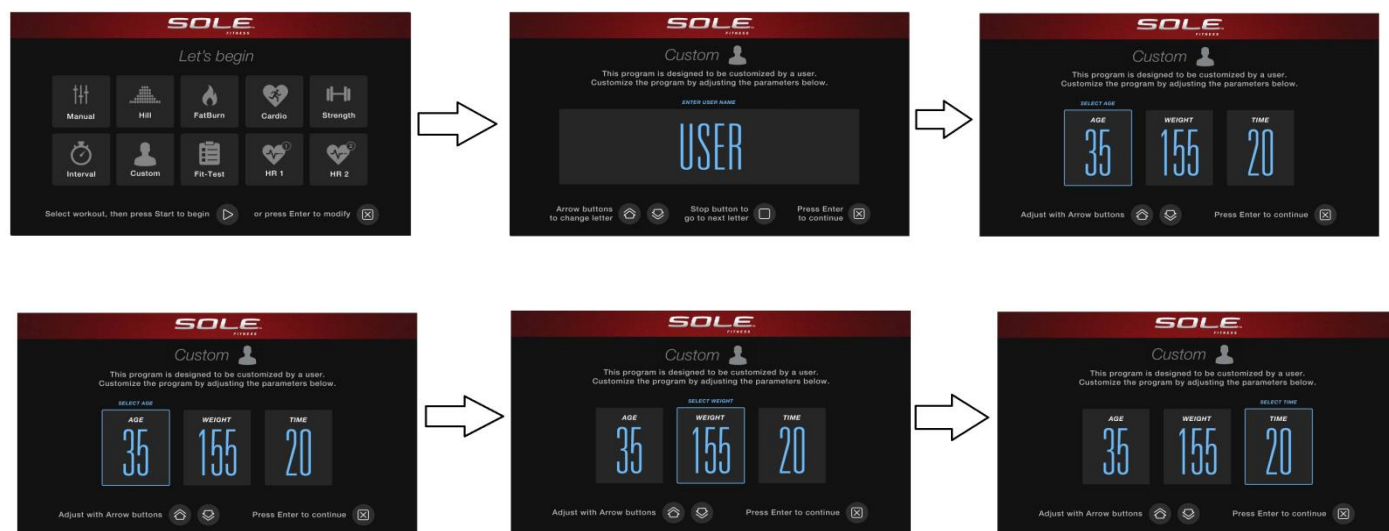 SOLE
FITNESS
Let's begin
Manual Hill FatBurn Cardio Strength
1 2
Interval Custom Fit-Test HR 1 HR 2
Select workout, then press Start to begin or press Enter to modify
SOLE
FITNESS
Custom
This program is designed to be customized by a user.
Customize the program by adjusting the parameters below.
ENTER USER NAME
USER
Arrow buttons Stop button to Press Enter
to change letter go to next letter to continue
SOLE
FITNESS
Custom
This program is designed to be customized by a user.
Customize the program by adjusting the parameters below.
SELECT AGE
AGE WEIGHT TIME
35 155 20
Adjust with Arrow buttons Press Enter to continue
SOLE
FITNESS
Custom
This program is designed to be customized by a user.
Customize the program by adjusting the parameters below.
SELECT AGE
AGE WEIGHT TIME
35 155 20
Adjust with Arrow buttons Press Enter to continue
SOLE
FITNESS
Custom
This program is designed to be customized by a user.
Customize the program by adjusting the parameters below.
SELECT WEIGHT
AGE WEIGHT TIME
35 155 20
Adjust with Arrow buttons Press Enter to continue
SOLE
FITNESS
Custom
This program is designed to be customized by a user.
Customize the program by adjusting the parameters below.
SELECT TIME
AGE WEIGHT TIME
35 155 20
Adjust with Arrow buttons Press Enter to continue